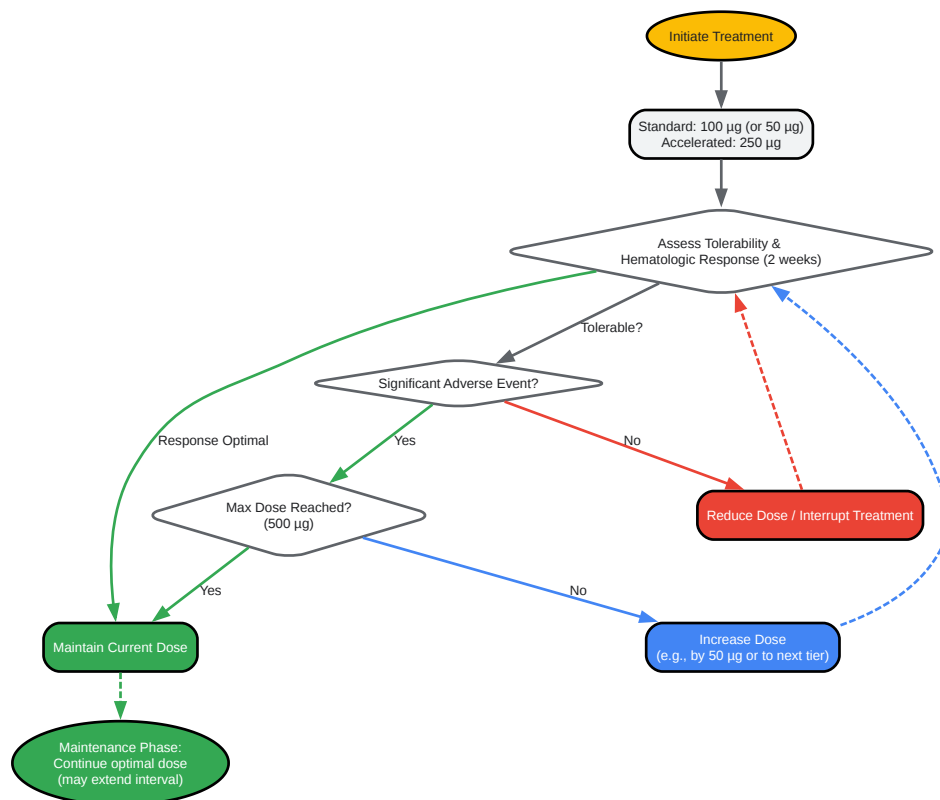 Initiate Treatment
Standard: 100 µg (or 50 µg)
Accelerated: 250 µg
Assess Tolerability &
Hematologic Response (2 weeks)
Tolerable?
Significant Adverse Event?
Response Optimal
Yes
No
Max Dose Reached?
(500 µg)
Reduce Dose / Interrupt Treatment
Yes
No
Maintain Current Dose
Increase Dose
(e.g., by 50 µg or to next tier)
Maintenance Phase:
Continue optimal dose
(may extend interval)